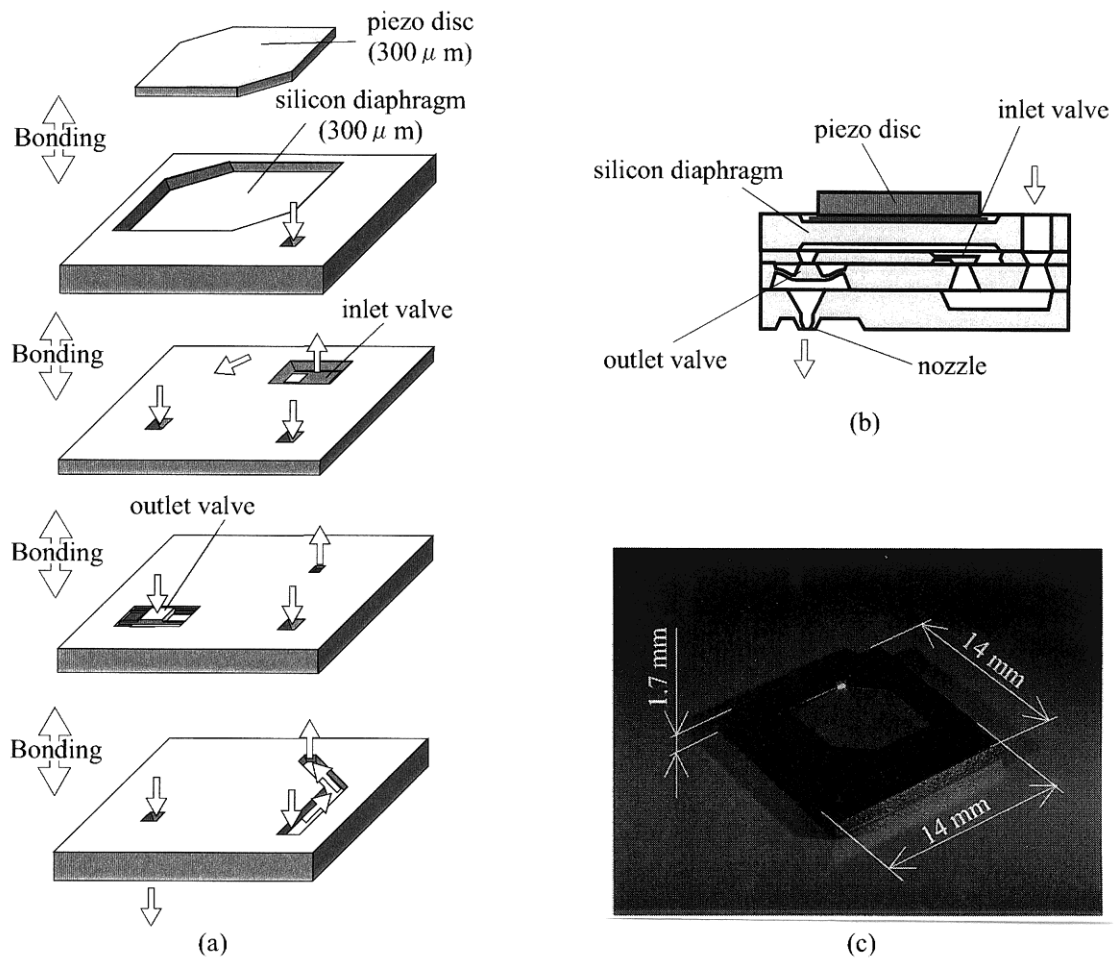 piezo disc
(300 μ m)
silicon diaphragm
(300 μ m)
Bonding
inlet valve
Bonding
outlet valve
Bonding
Bonding
(a)
inlet valve
piezo disc
silicon diaphragm
outlet valve
nozzle
(b)
1.7 mm
14 mm
14 mm
(c)